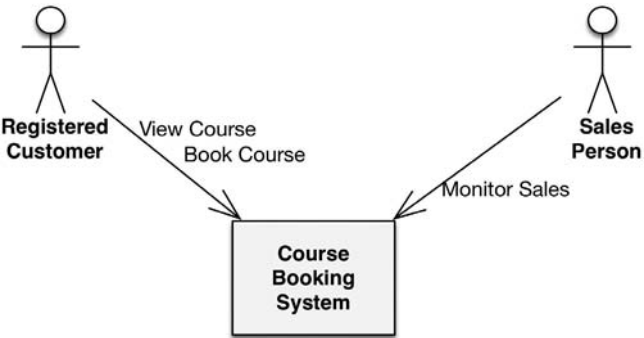 Registered
Customer
View Course
Book Course
Sales
Person
Monitor Sales
Course
Booking
System